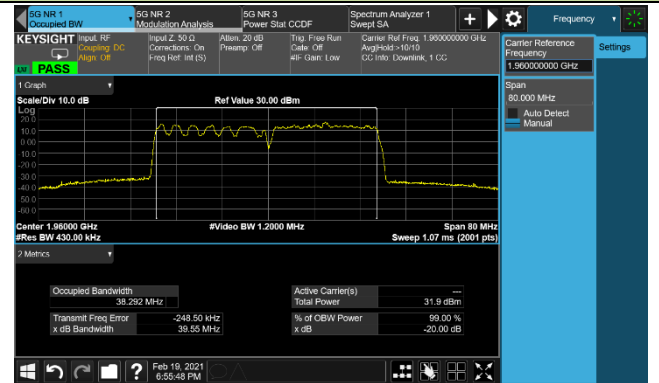 5G NR 1
Occupied BW
5G NR 2
Modulation Analysis
5G NR 3
Power Stat CCDF
Spectrum Analyzer 1
Swept SA
+
Frequency
KEYSIGHT
Input: RF
Coupling: DC
Align: Off
Input Z: 50 Ω
Corrections: On
Freq Ref: Int (S)
Atten: 20 dB
Preamp: Off
Trig: Free Run
Gate: Off
#IF Gain: Low
Carrier Ref Freq: 1.960000000 GHz
Avg|Hold:>10/10
CC Info: Downlink, 1 CC
LW
PASS
Carrier Reference
Frequency
1.960000000 GHz
Settings
Span
80.000 MHz
Auto Detect
Manual
1 Graph
Scale/Div 10.0 dB
Ref Value 30.00 dBm
Log
20.0
10.0
0.00
-10.0
-20.0
-30.0
-40.0
-50.0
-60.0
Center 1.96000 GHz
#Video BW 1.2000 MHz
Span 80 MHz
#Res BW 430.00 kHz
Sweep 1.07 ms (2001 pts)
2 Metrics
Occupied Bandwidth
38.292 MHz
Active Carrier(s)
---
Total Power
31.9 dBm
Transmit Freq Error
-248.50 kHz
% of OBW Power
99.00 %
x dB Bandwidth
39.55 MHz
x dB
-20.00 dB
?
Feb 19, 2021
6:55:48 PM